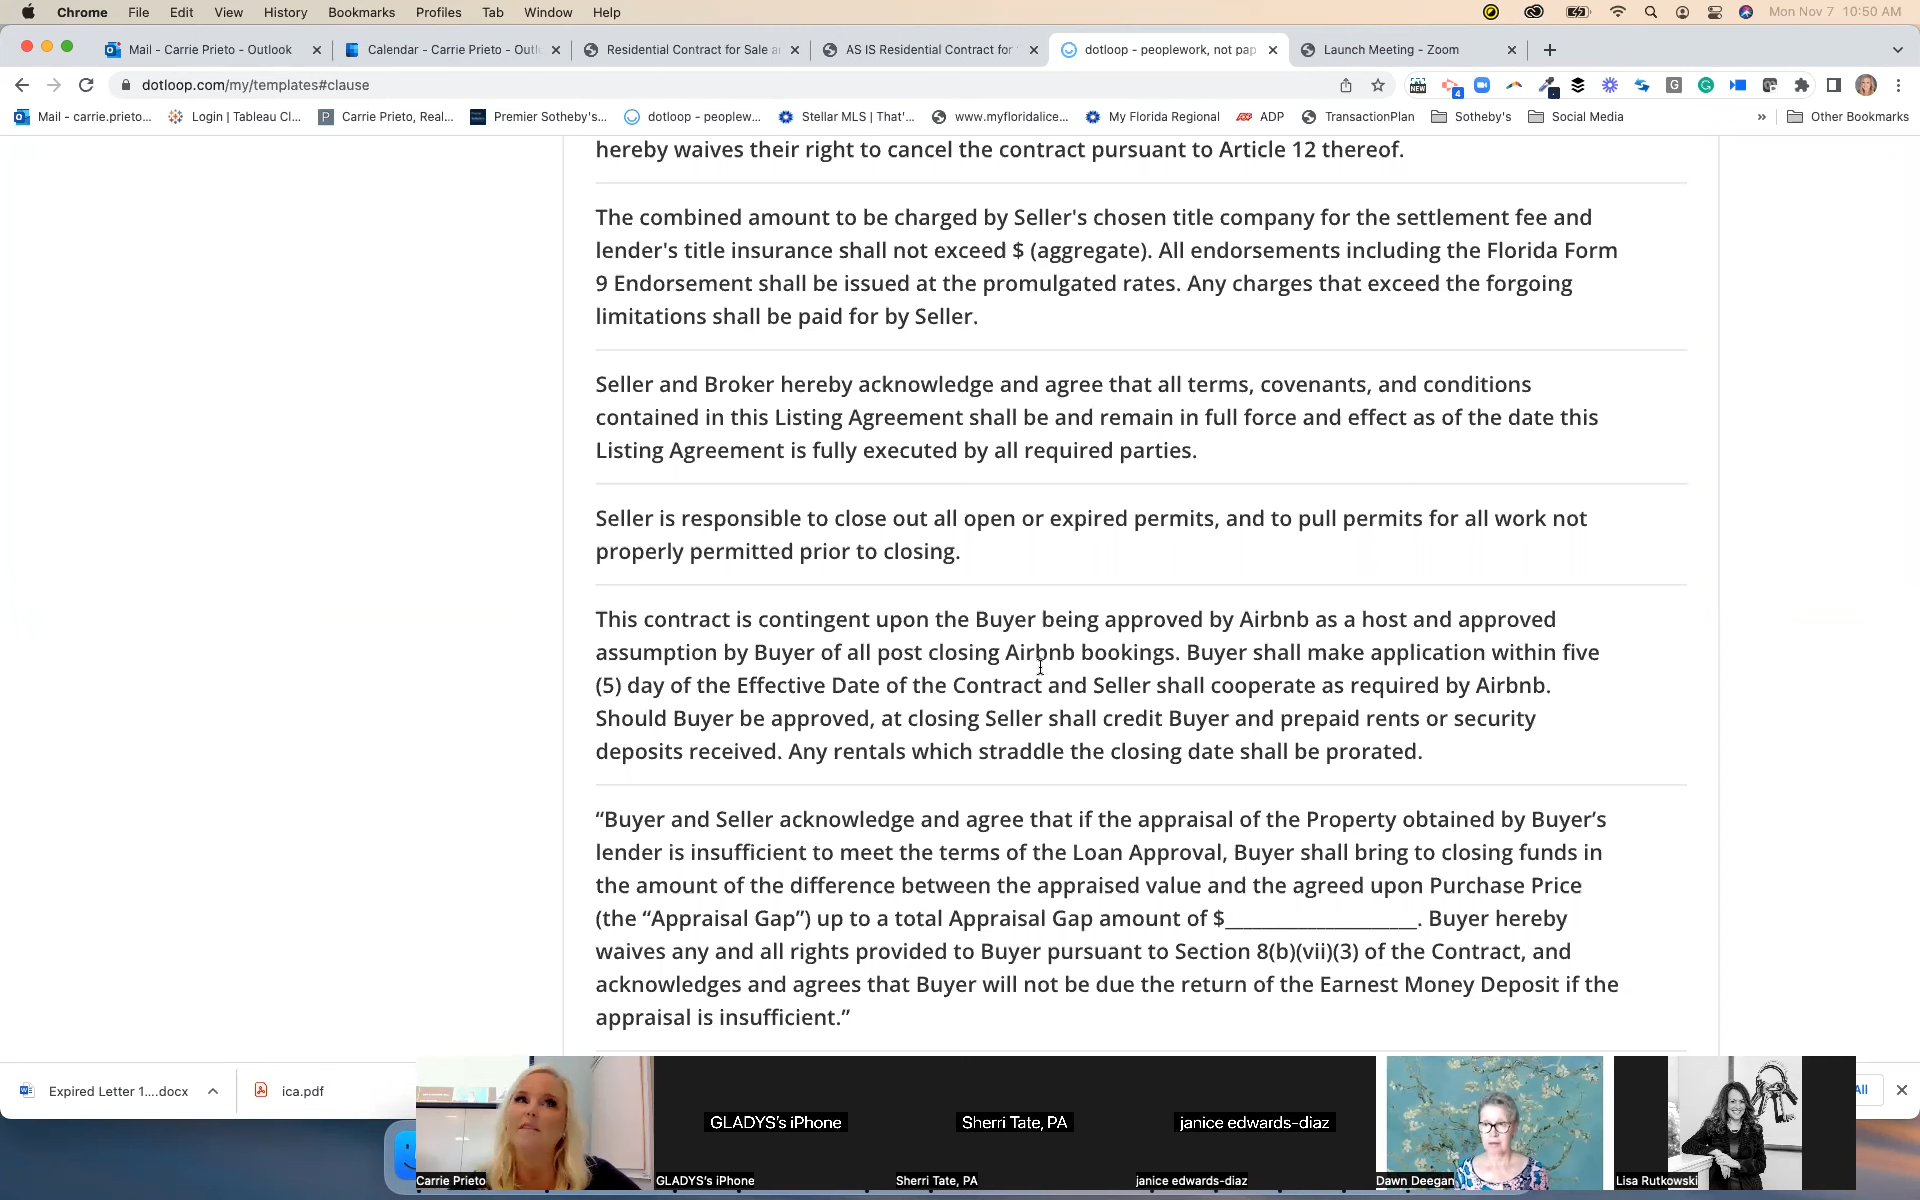 Chrome File Edit View History Bookmarks Profiles Tab Window Help Mon Nov 7 10:50 AM
Mail - Carrie Prieto - Outlook Calendar - Carrie Prieto - Outl Residential Contract for Sale a AS IS Residential Contract for dotloop - peoplework, not pap Launch Meeting - Zoom
dotloop.com/my/templates#clause
Mail - carrie.prieto... Login | Tableau Cl... Carrie Prieto, Real... Premier Sotheby's... dotloop - peoplew... Stellar MLS | That'... www.myfloridalice... My Florida Regional ADP TransactionPlan Sotheby's Social Media » Other Bookmarks
hereby waives their right to cancel the contract pursuant to Article 12 thereof.
The combined amount to be charged by Seller's chosen title company for the settlement fee and
lender's title insurance shall not exceed $ (aggregate). All endorsements including the Florida Form
9 Endorsement shall be issued at the promulgated rates. Any charges that exceed the forgoing
limitations shall be paid for by Seller.
Seller and Broker hereby acknowledge and agree that all terms, covenants, and conditions
contained in this Listing Agreement shall be and remain in full force and effect as of the date this
Listing Agreement is fully executed by all required parties.
Seller is responsible to close out all open or expired permits, and to pull permits for all work not
properly permitted prior to closing.
This contract is contingent upon the Buyer being approved by Airbnb as a host and approved
assumption by Buyer of all post closing Airbnb bookings. Buyer shall make application within five
(5) day of the Effective Date of the Contract and Seller shall cooperate as required by Airbnb.
Should Buyer be approved, at closing Seller shall credit Buyer and prepaid rents or security
deposits received. Any rentals which straddle the closing date shall be prorated.
“Buyer and Seller acknowledge and agree that if the appraisal of the Property obtained by Buyer’s
lender is insufficient to meet the terms of the Loan Approval, Buyer shall bring to closing funds in
the amount of the difference between the appraised value and the agreed upon Purchase Price
(the “Appraisal Gap”) up to a total Appraisal Gap amount of $__________________. Buyer hereby
waives any and all rights provided to Buyer pursuant to Section 8(b)(vii)(3) of the Contract, and
acknowledges and agrees that Buyer will not be due the return of the Earnest Money Deposit if the
appraisal is insufficient.”
Expired Letter 1....docx ica.pdf All
GLADYS's iPhone Sherri Tate, PA janice edwards-diaz
Carrie Prieto GLADYS's iPhone Sherri Tate, PA janice edwards-diaz Dawn Deegan Lisa Rutkowski